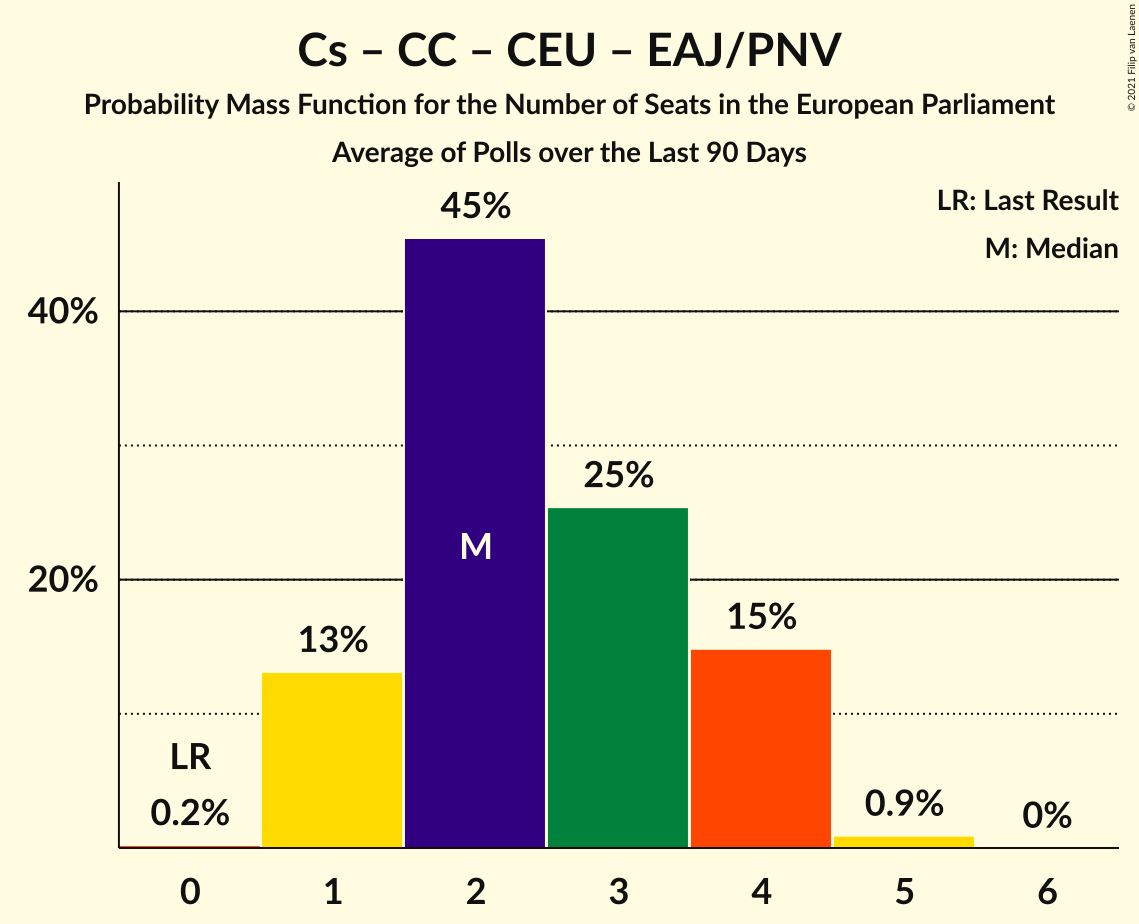 Cs – CC – CEU – EAJ/PNV
Probability Mass Function for the Number of Seats in the European Parliament
Average of Polls over the Last 90 Days
© 2021 Filip van Laenen
LR: Last Result
M: Median
45%
40%
25%
M
20%
15%
13%
LR
0.2%
0.9%
0%
0 1 2 3 4 5 6